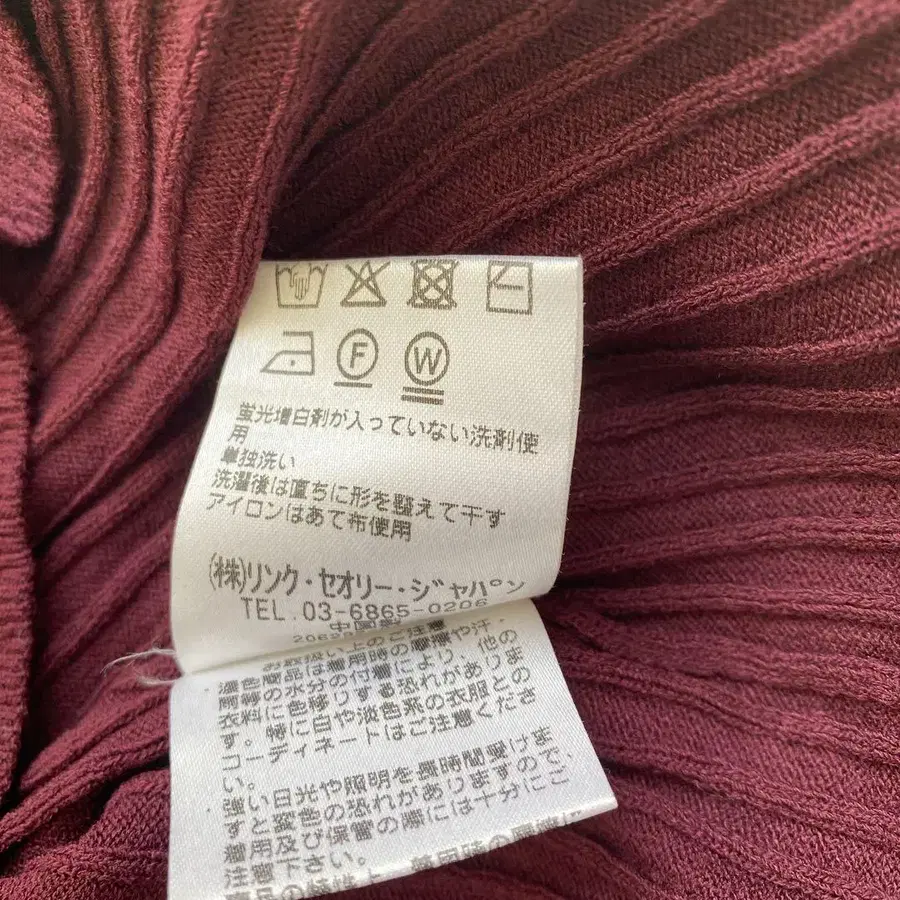 F W
蛍光増白剤が入っていない洗剤使
用
単独洗い
洗濯後は直ちに形を整えて干す
アイロンはあて布使用
(株)リンク・セオリー・ジャパン
TEL.03-6865-0206
中国製
お取扱い上のご注意
・濃色商品は着用時の摩擦や汗・
雨等の水分の付着により、他の
衣料に色移りする恐れがありま
す。特に白や淡色系の衣服との
コーディネートはご注意くださ
い。
・強い日光や照明を長時間受けま
すと変色の恐れがありますので、
着用及び保管の際には十分にご
注意下さい。